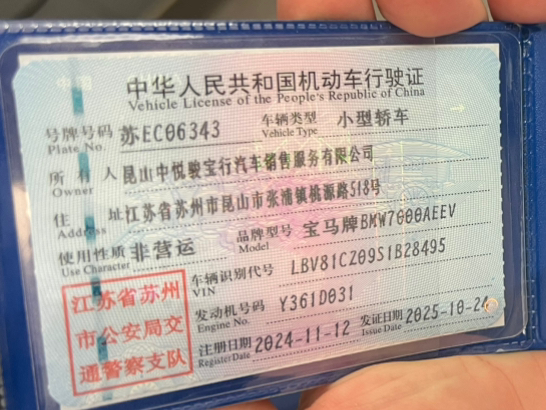 中华人民共和国机动车行驶证
Vehicle License of the People's Republic of China
号牌号码 苏EC06343 车辆类型 小型轿车
Plate No. Vehicle Type
所有人 昆山中悦骏宝行汽车销售服务有限公司
Owner
住址 江苏省苏州市昆山市张浦镇桃源路518号
Address
使用性质 非营运 品牌型号 宝马牌BMW7000AEEV
Use Character Model
车辆识别代号 LBV81CZ09S1B28495
VIN
发动机号码 Y361D031
Engine No.
注册日期 2024-11-12 发证日期 2025-10-24
Register Date Issue Date
江苏省苏州
市公安局交
通警察支队